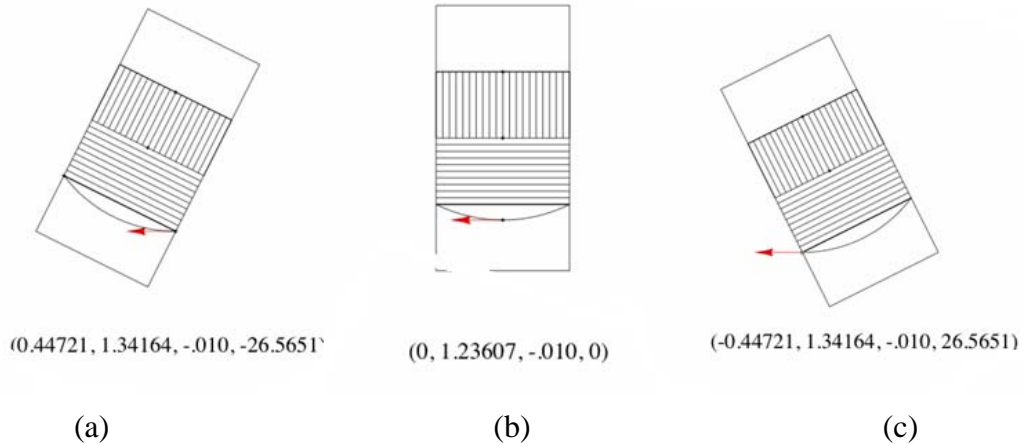 (0.44721, 1.34164, -.010, -26.5651)
(0, 1.23607, -.010, 0)
(-0.44721, 1.34164, -.010, 26.5651)
(a)
(b)
(c)